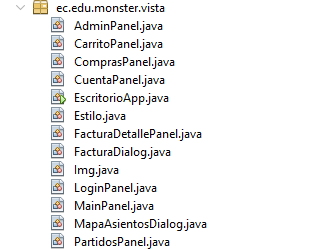 ec.edu.monster.vista
AdminPanel.java
CarritoPanel.java
ComprasPanel.java
CuentaPanel.java
EscritorioApp.java
Estilo.java
FacturaDetallePanel.java
FacturaDialog.java
Img.java
LoginPanel.java
MainPanel.java
MapaAsientosDialog.java
PartidosPanel.java